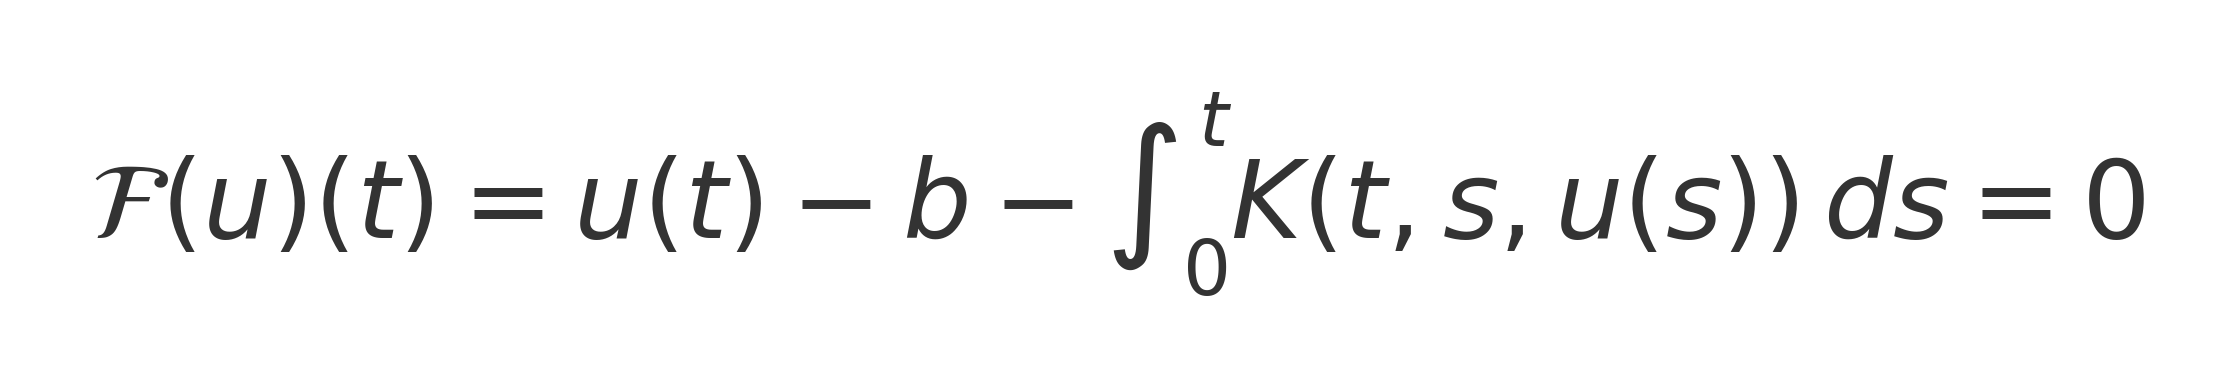 ℱ(u)(t) = u(t) − b − ∫₀ᵗ K(t, s, u(s)) ds = 0